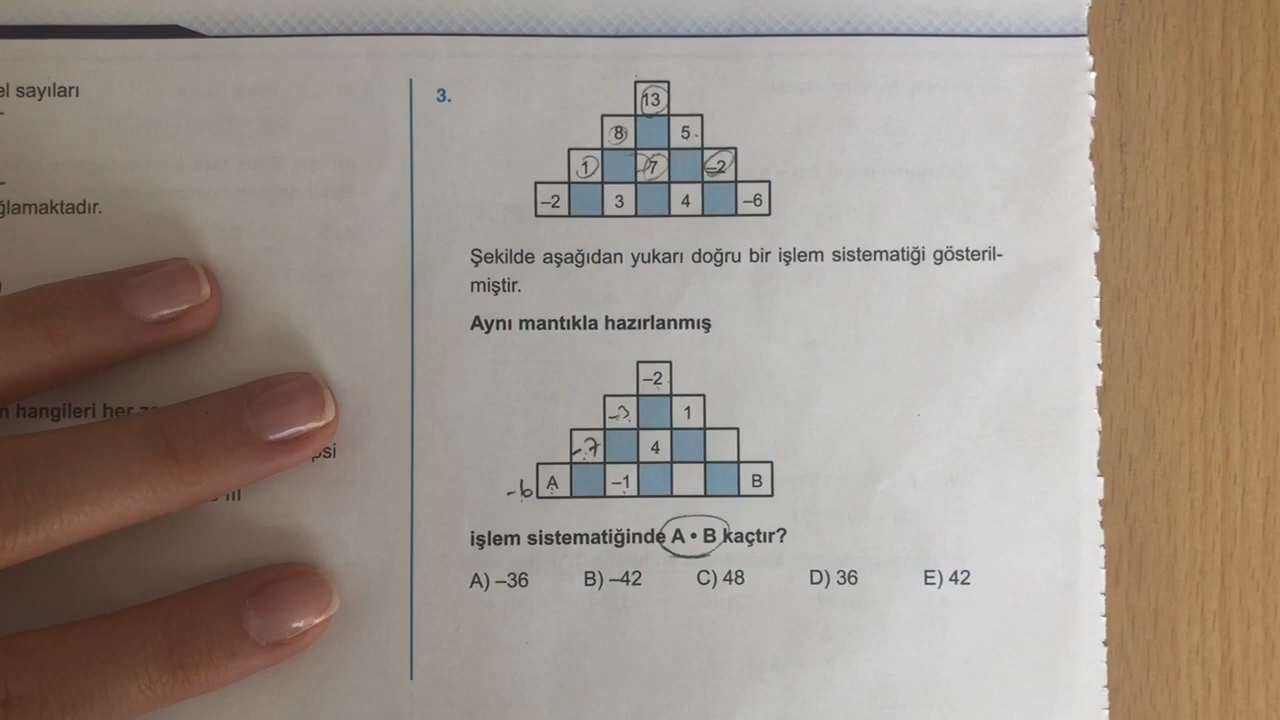 el sayıları
ğlamaktadır.
n hangileri her
3.
13
8 5
1 7 -2
–2 3 4 –6
Şekilde aşağıdan yukarı doğru bir işlem sistematiği gösteril-
miştir.
Aynı mantıkla hazırlanmış
–2
-3 1
-7 4
-6 A –1 B
işlem sistematiğinde A • B kaçtır?
A) –36 B) –42 C) 48 D) 36 E) 42